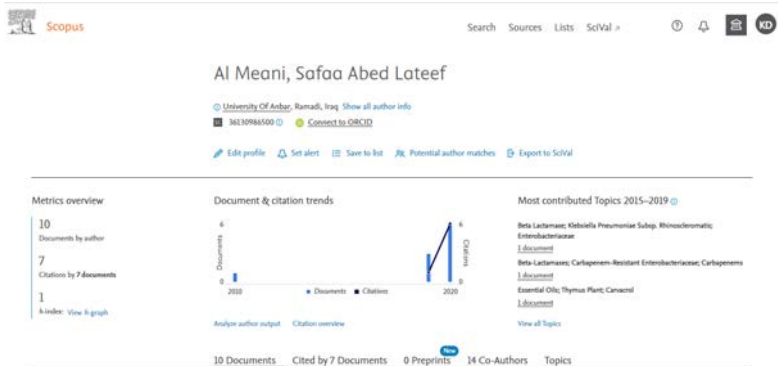 Scopus
Search Sources Lists SciVal
KD
Al Meani, Safaa Abed Lateef
University Of Anbar, Ramadi, Iraq Show all author info
36130986500 Connect to ORCID
Edit profile Set alert Save to list Potential author matches Export to SciVal
Metrics overview
10
Documents by author
7
Citations by 7 documents
1
h-index: View h-graph
Document & citation trends
6 6
Documents
Citations
0 0
2010 2020
Documents Citations
Analyze author output Citation overview
Most contributed Topics 2015–2019
Beta Lactamase; Klebsiella Pneumoniae Subsp. Rhinoscleromatic;
Enterobacteriaceae
1 document
Beta-Lactamases; Carbapenem-Resistant Enterobacteriaceae; Carbapenems
1 document
Essential Oils; Thymus Plant; Carvacrol
1 document
View all Topics
New
10 Documents Cited by 7 Documents 0 Preprints 14 Co-Authors Topics